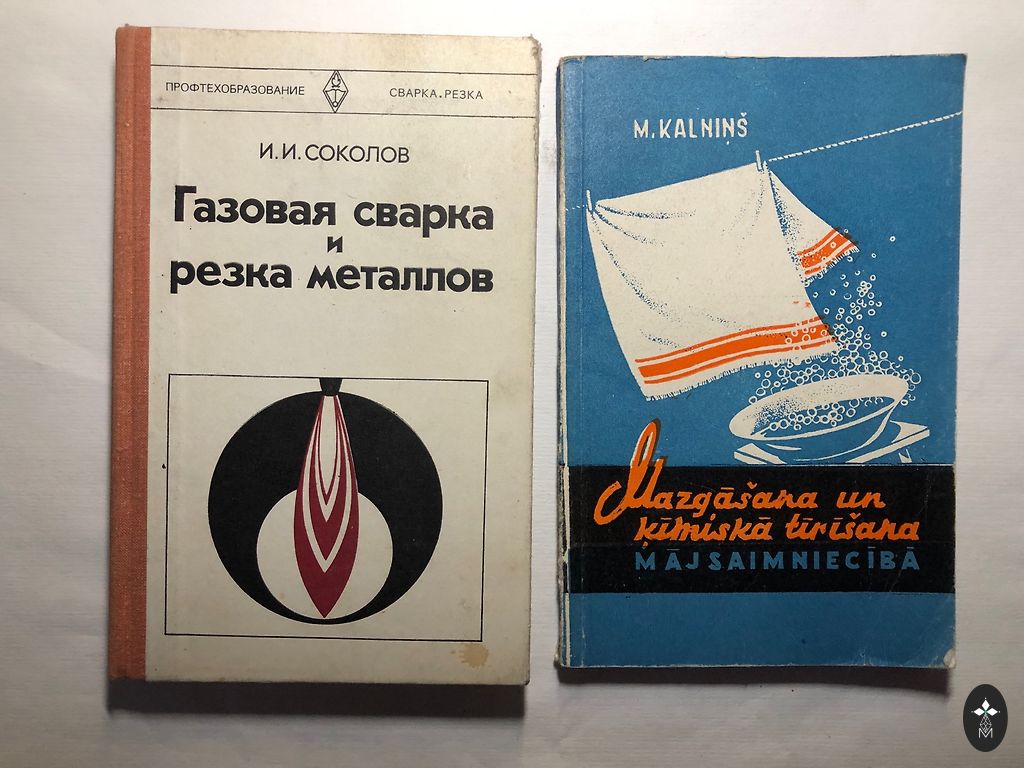 ПРОФТЕХОБРАЗОВАНИЕ
СВАРКА.РЕЗКА
И. И. СОКОЛОВ
Газовая сварка
и
резка металлов
M. KALNIŅŠ
Mazgāšana un
ķīmiskā tīrīšana
MĀJSAIMNIECĪBĀ
M